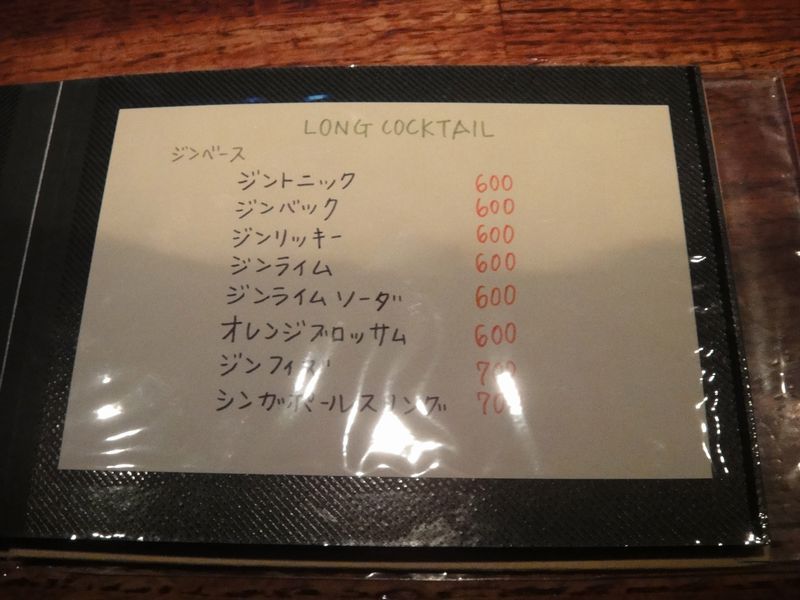 LONG COCKTAIL
ジンベース
ジントニック 600
ジンバック 600
ジンリッキー 600
ジンライム 600
ジンライムソーダ 600
オレンジブロッサム 600
ジンフィズ 700
シンガポールスリング 700